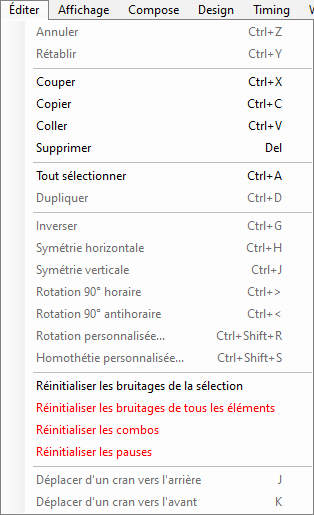 Éditer Affichage Compose Design Timing
Annuler Ctrl+Z
Rétablir Ctrl+Y
Couper Ctrl+X
Copier Ctrl+C
Coller Ctrl+V
Supprimer Del
Tout sélectionner Ctrl+A
Dupliquer Ctrl+D
Inverser Ctrl+G
Symétrie horizontale Ctrl+H
Symétrie verticale Ctrl+J
Rotation 90° horaire Ctrl+>
Rotation 90° antihoraire Ctrl+<
Rotation personnalisée... Ctrl+Shift+R
Homothétie personnalisée... Ctrl+Shift+S
Réinitialiser les bruitages de la sélection
Réinitialiser les bruitages de tous les éléments
Réinitialiser les combos
Réinitialiser les pauses
Déplacer d'un cran vers l'arrière J
Déplacer d'un cran vers l'avant K